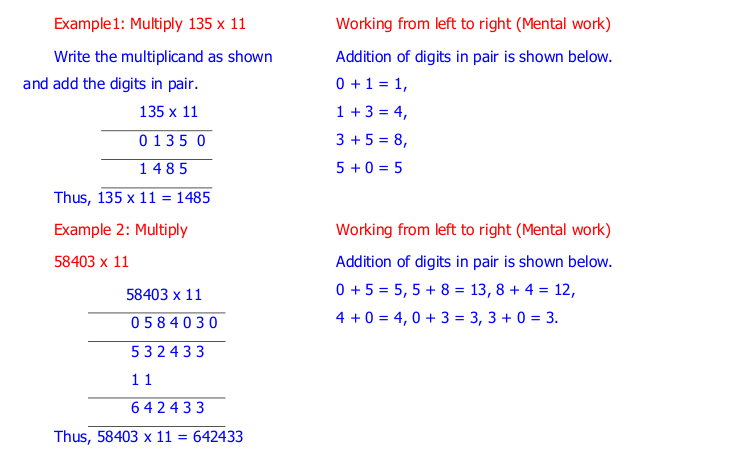 Example1: Multiply 135 x 11
Write the multiplicand as shown
and add the digits in pair.
135 x 11
0 1 3 5 0
1 4 8 5
Thus, 135 x 11 = 1485
Working from left to right (Mental work)
Addition of digits in pair is shown below.
0 + 1 = 1,
1 + 3 = 4,
3 + 5 = 8,
5 + 0 = 5
Example 2: Multiply
58403 x 11
58403 x 11
0 5 8 4 0 3 0
5 3 2 4 3 3
1 1
6 4 2 4 3 3
Thus, 58403 x 11 = 642433
Working from left to right (Mental work)
Addition of digits in pair is shown below.
0 + 5 = 5, 5 + 8 = 13, 8 + 4 = 12,
4 + 0 = 4, 0 + 3 = 3, 3 + 0 = 3.